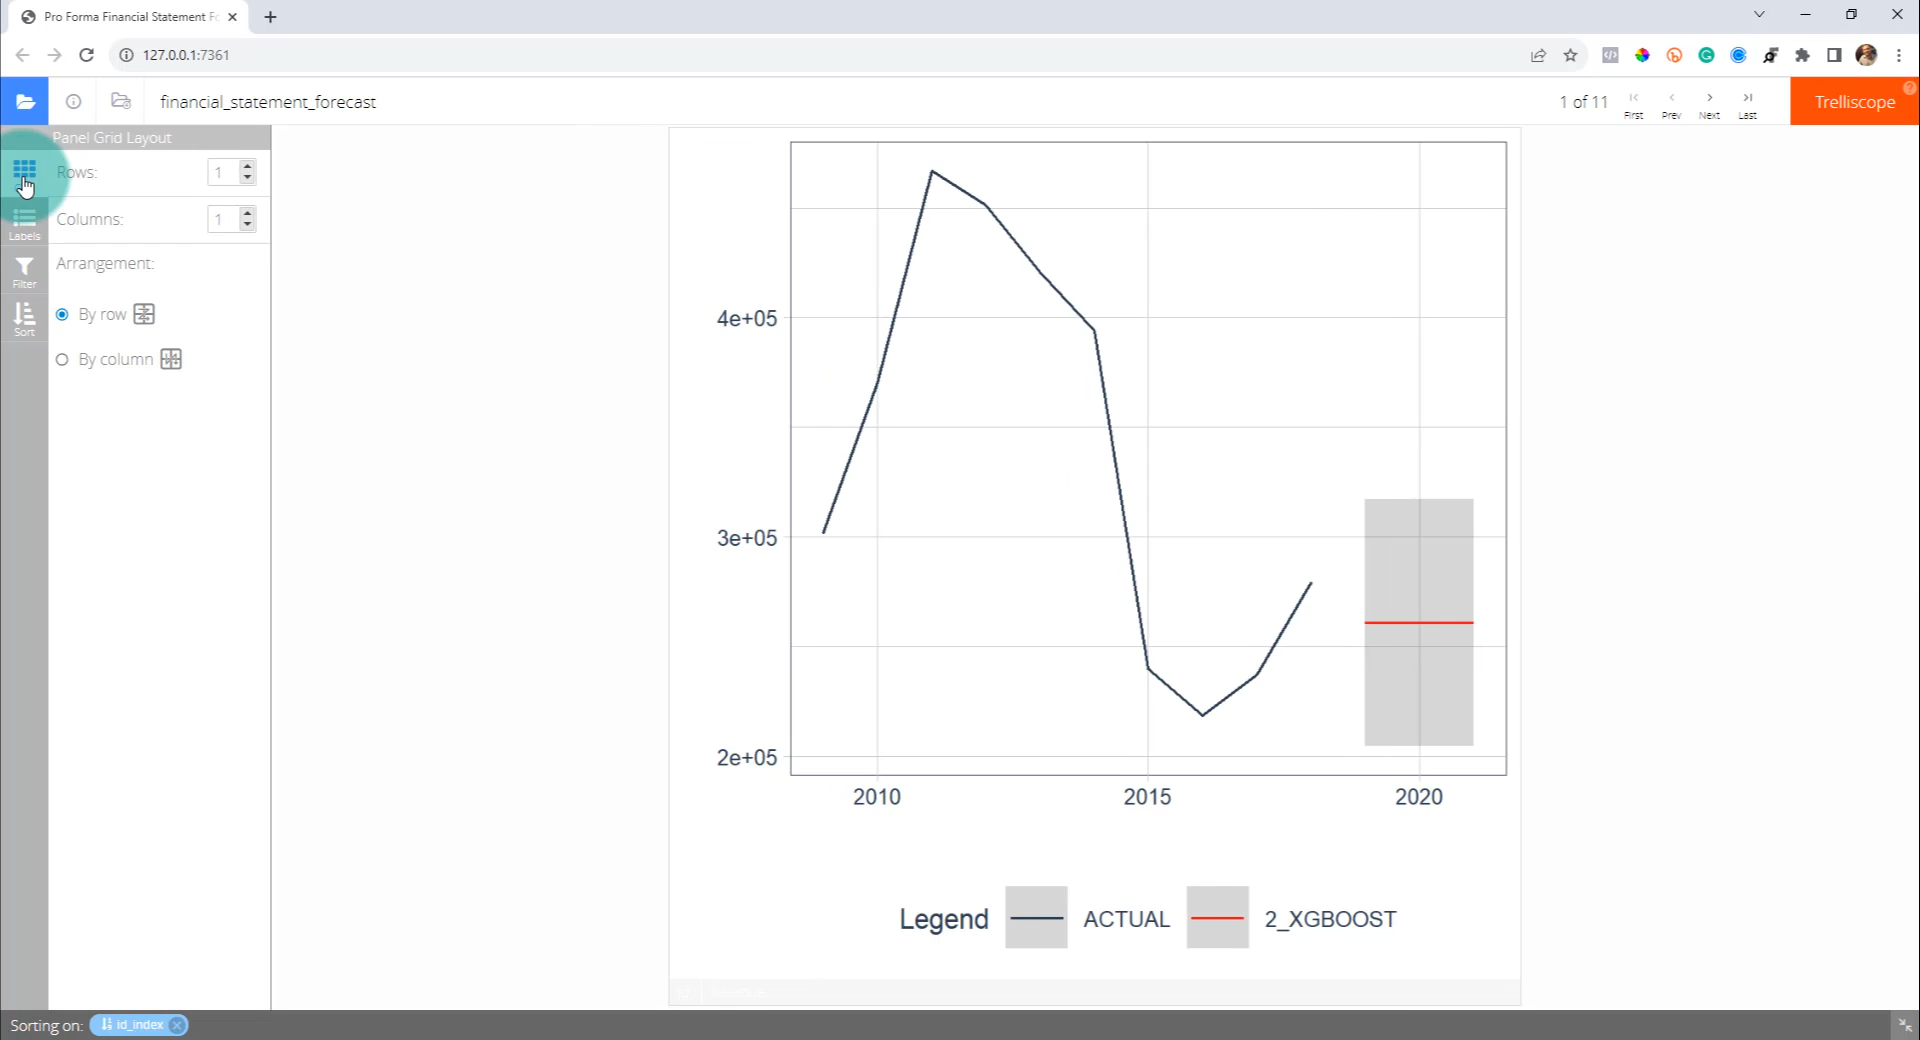 Pro Forma Financial Statement Fo
127.0.0.1:7361
financial_statement_forecast
1 of 11
First
Prev
Next
Last
Trelliscope
?
Panel Grid Layout
Rows:
1
Labels
Columns:
1
Filter
Arrangement:
Sort
By row
By column
4e+05
3e+05
2e+05
2010
2015
2020
Legend
ACTUAL
2_XGBOOST
Sorting on:
id_index